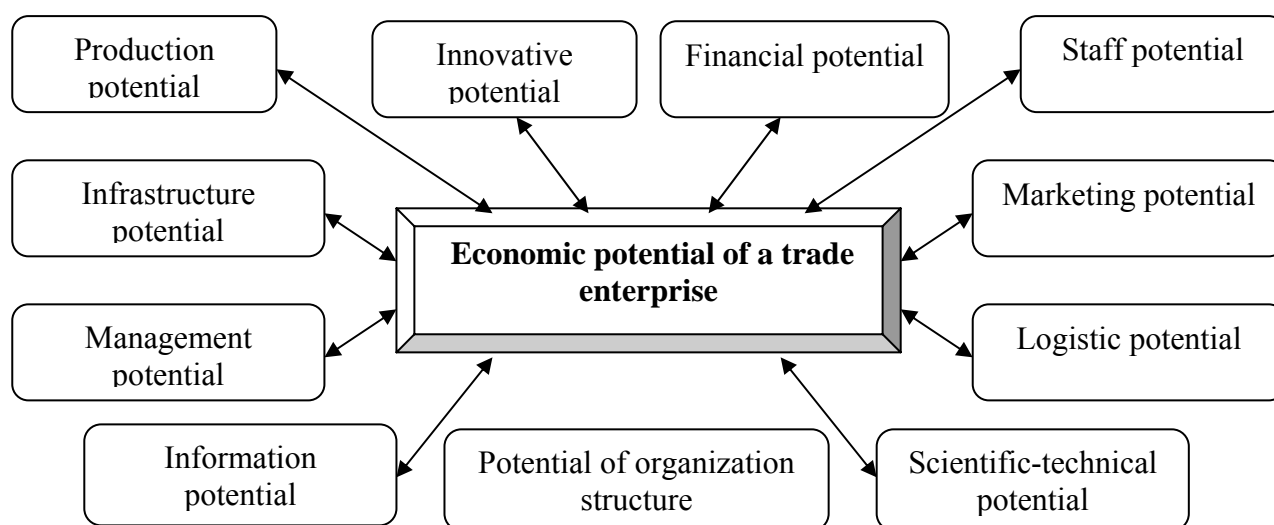 Production
potential
Innovative
potential
Financial potential
Staff potential
Infrastructure
potential
Marketing potential
Economic potential of a trade
enterprise
Management
potential
Logistic potential
Information
potential
Potential of organization
structure
Scientific-technical
potential